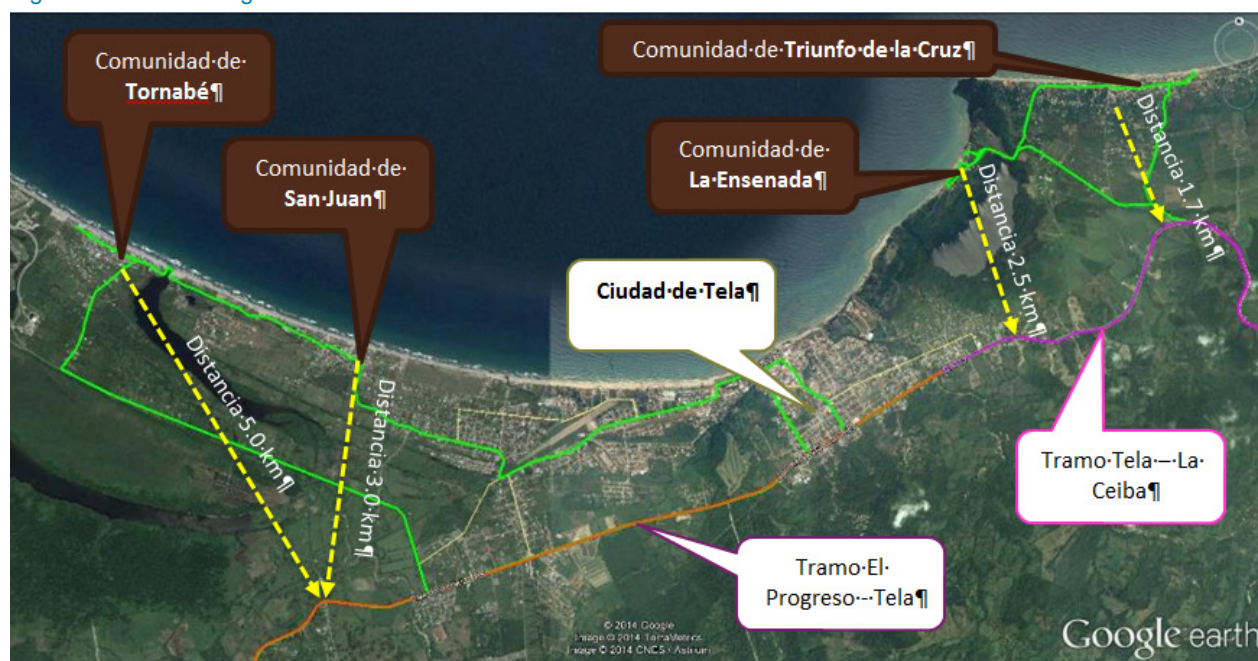 Comunidad·de·
Tornabé¶
Comunidad·de·
San·Juan¶
Comunidad·de·Triunfo·de·la·Cruz¶
Comunidad·de·
La·Ensenada¶
Ciudad·de·Tela¶
Distancia·1.7·km¶
Distancia·2.5·km¶
Distancia·5.0·km¶
Distancia·3.0·km¶
Tramo·Tela·–·La·
Ceiba¶
Tramo·El·
Progreso·-·Tela¶
© 2014 Google
Image © 2014 TerraMetrics
Image © 2014 CNES / Astrium
Google earth